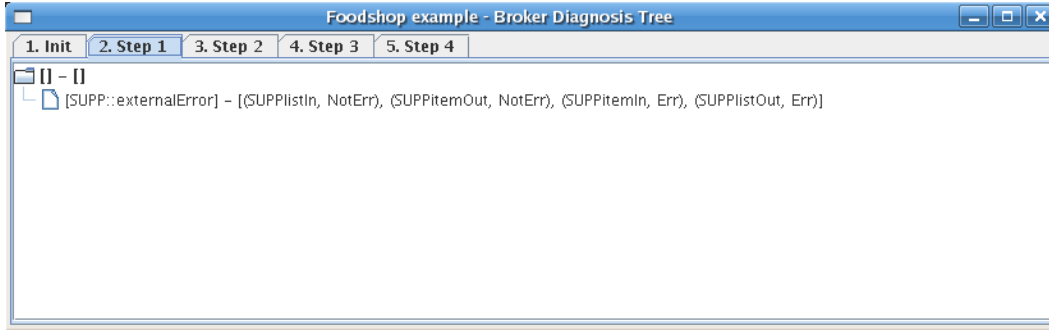 Foodshop example - Broker Diagnosis Tree
1. Init 2. Step 1 3. Step 2 4. Step 3 5. Step 4
[] - []
[SUPP::externalError] - [(SUPPlistIn, NotErr), (SUPPitemOut, NotErr), (SUPPitemIn, Err), (SUPPlistOut, Err)]